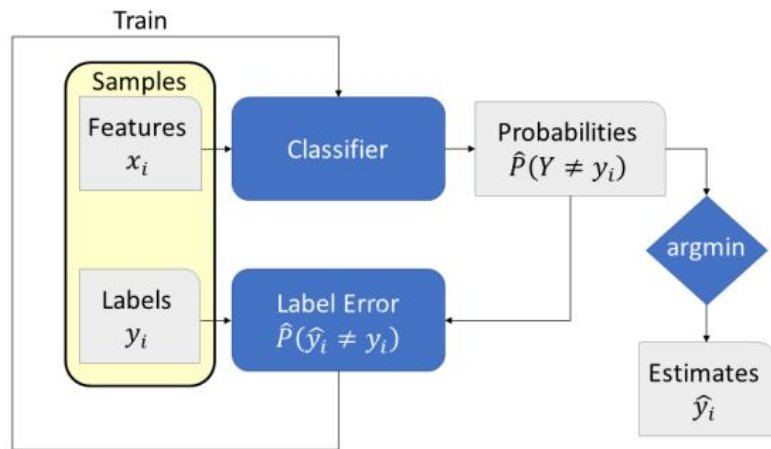 Train
Samples
Features
x_i
Classifier
Probabilities
P̂(Y ≠ y_i)
argmin
Labels
y_i
Label Error
P̂(ŷ_i ≠ y_i)
Estimates
ŷ_i